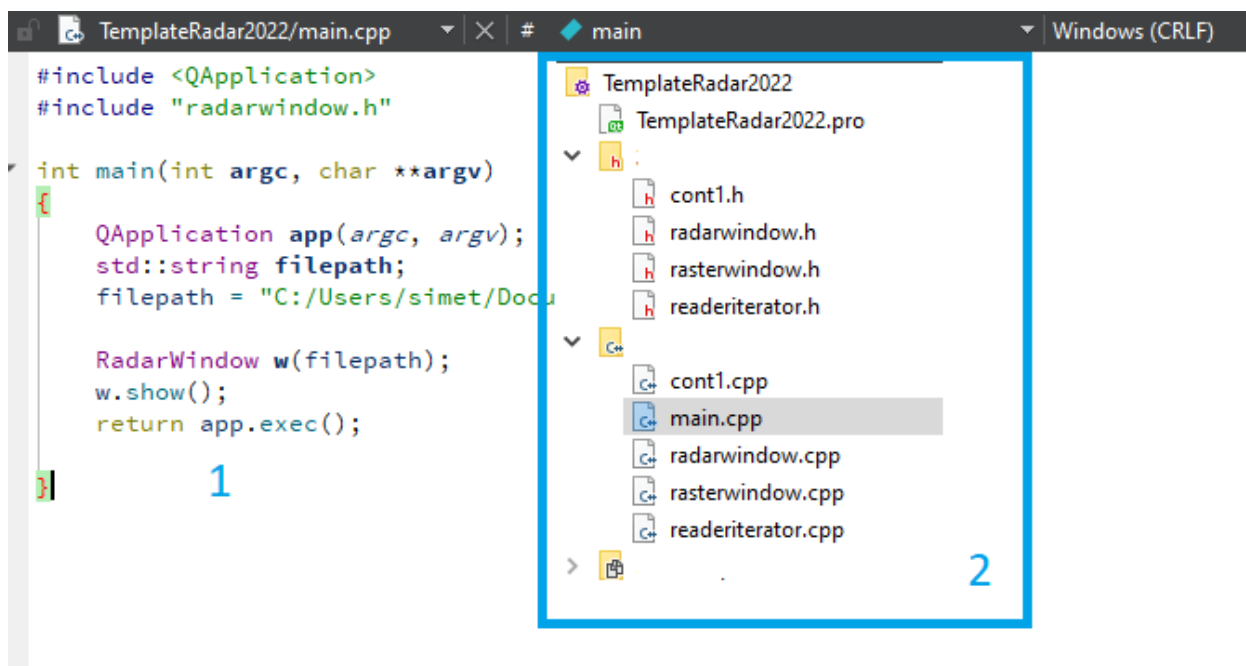 TemplateRadar2022/main.cpp # main Windows (CRLF)
#include <QApplication>
#include "radarwindow.h"
int main(int argc, char **argv)
{
QApplication app(argc, argv);
std::string filepath;
filepath = "C:/Users/simet/Docu
RadarWindow w(filepath);
w.show();
return app.exec();
}
1
TemplateRadar2022
TemplateRadar2022.pro
cont1.h
radarwindow.h
rasterwindow.h
readeriterator.h
cont1.cpp
main.cpp
radarwindow.cpp
rasterwindow.cpp
readeriterator.cpp
2